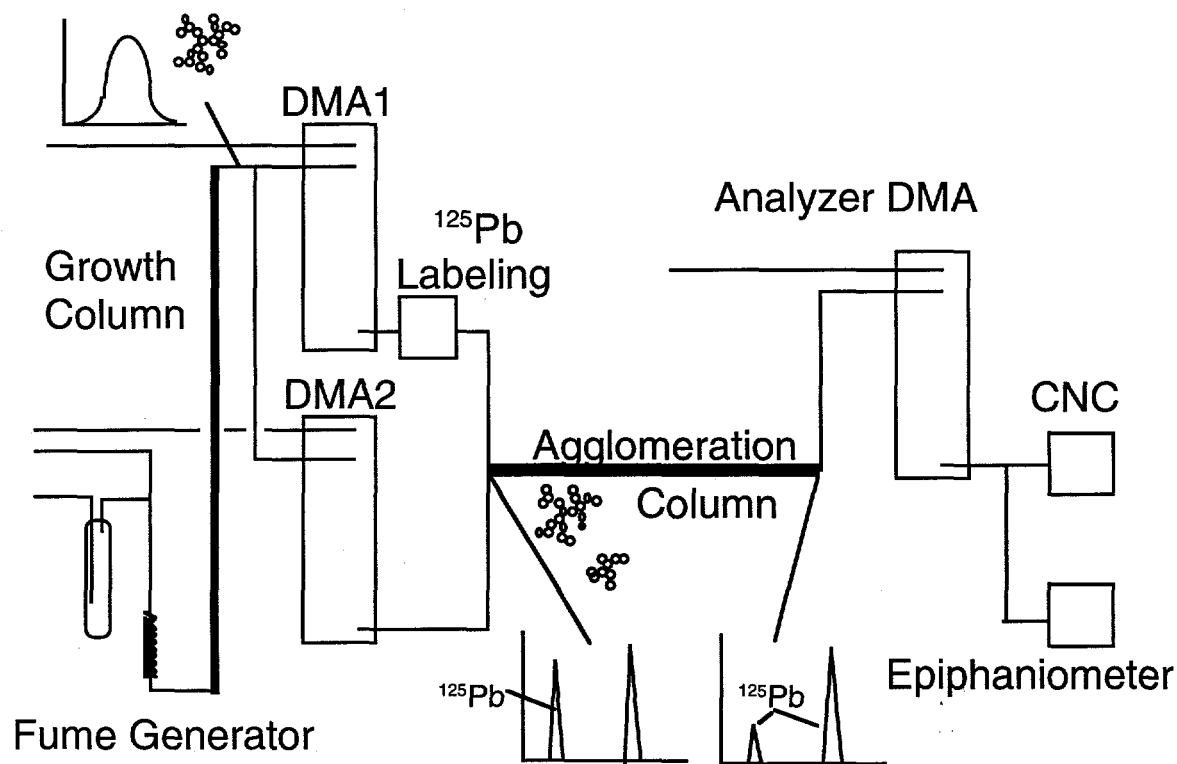 DMA1
Analyzer DMA
¹²⁵Pb
Labeling
Growth
Column
DMA2
CNC
Agglomeration
Column
Epiphaniometer
¹²⁵Pb
¹²⁵Pb
Fume Generator